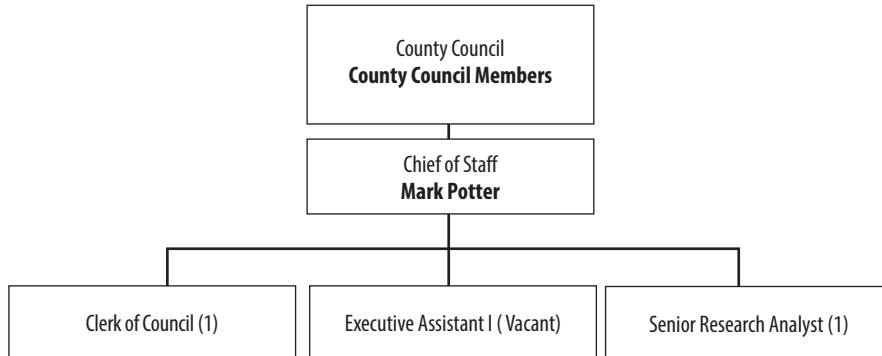 County Council
County Council Members
Chief of Staff
Mark Potter
Clerk of Council (1)
Executive Assistant I ( Vacant)
Senior Research Analyst (1)